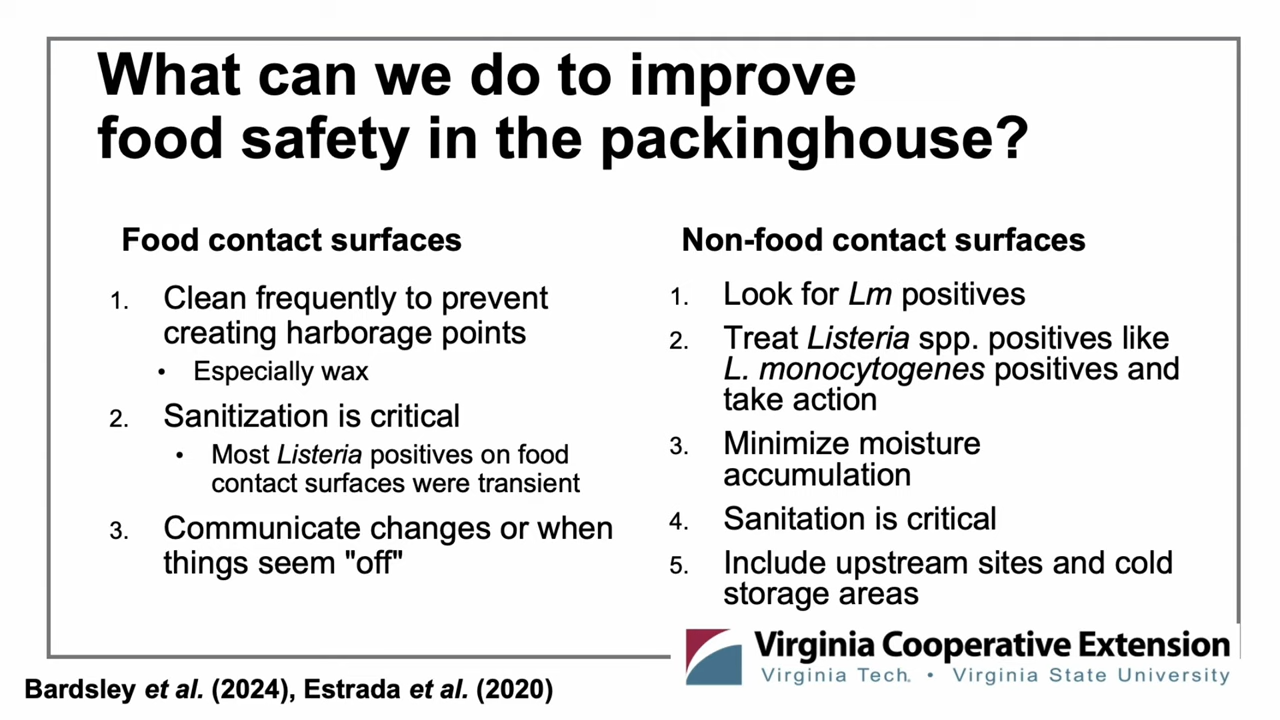 What can we do to improve
food safety in the packinghouse?
Food contact surfaces
1. Clean frequently to prevent
creating harborage points
• Especially wax
2. Sanitization is critical
• Most Listeria positives on food
contact surfaces were transient
3. Communicate changes or when
things seem "off"
Non-food contact surfaces
1. Look for Lm positives
2. Treat Listeria spp. positives like
L. monocytogenes positives and
take action
3. Minimize moisture
accumulation
4. Sanitation is critical
5. Include upstream sites and cold
storage areas
Virginia Cooperative Extension
Virginia Tech. • Virginia State University
Bardsley et al. (2024), Estrada et al. (2020)